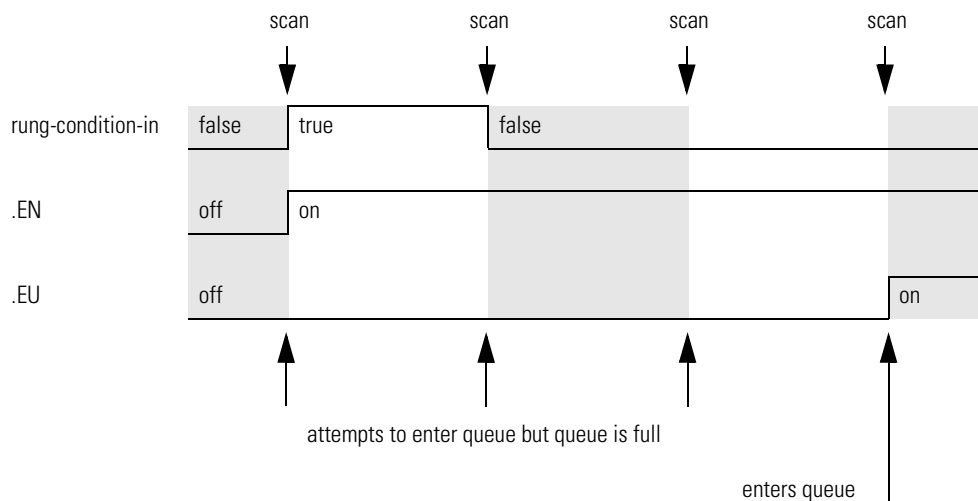 scan scan scan scan
rung-condition-in false true false
.EN off on
.EU off on
attempts to enter queue but queue is full
enters queue